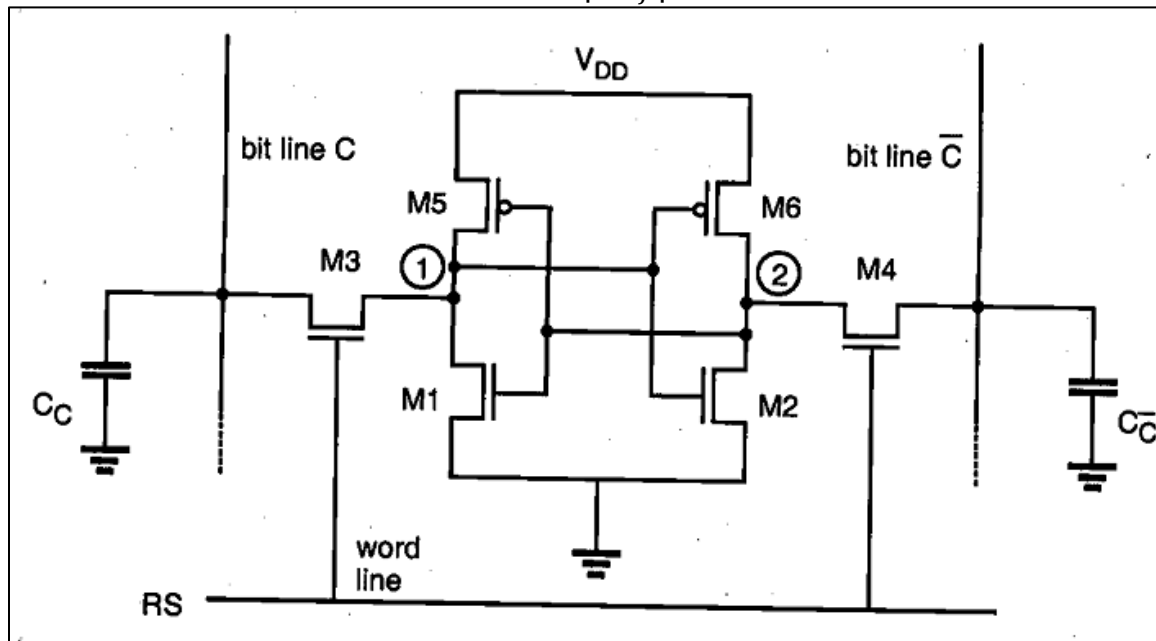 V_DD
bit line C
bit line C̅
M5
M6
M3
①
②
M4
C_C
M1
M2
C_C̅
word
line
RS